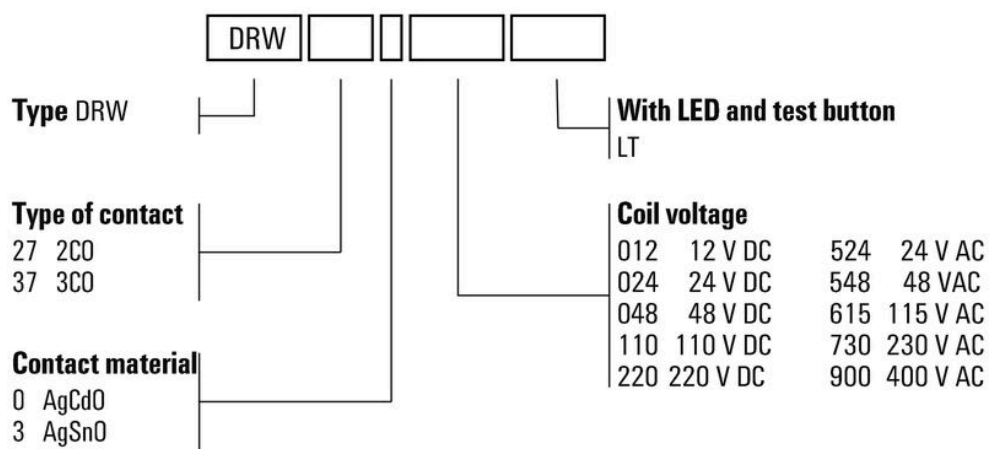 DRW
Type DRW
With LED and test button
LT
Type of contact
27 2CO
37 3CO
Coil voltage
012 12 V DC 524 24 V AC
024 24 V DC 548 48 VAC
048 48 V DC 615 115 V AC
110 110 V DC 730 230 V AC
220 220 V DC 900 400 V AC
Contact material
0 AgCdO
3 AgSnO